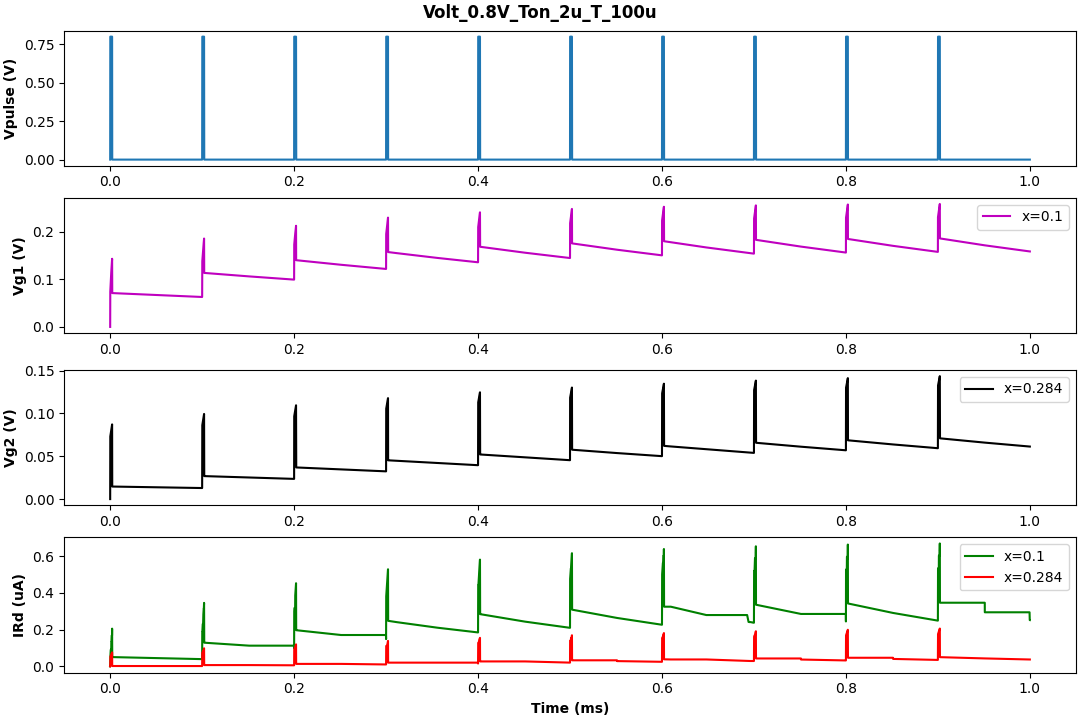 Volt_0.8V_Ton_2u_T_100u
Vpulse (V)
0.75
0.50
0.25
0.00
0.0 0.2 0.4 0.6 0.8 1.0
Vg1 (V)
0.2
0.1
0.0
x=0.1
0.0 0.2 0.4 0.6 0.8 1.0
Vg2 (V)
0.15
0.10
0.05
0.00
x=0.284
0.0 0.2 0.4 0.6 0.8 1.0
IRd (uA)
0.6
0.4
0.2
0.0
x=0.1
x=0.284
0.0 0.2 0.4 0.6 0.8 1.0
Time (ms)